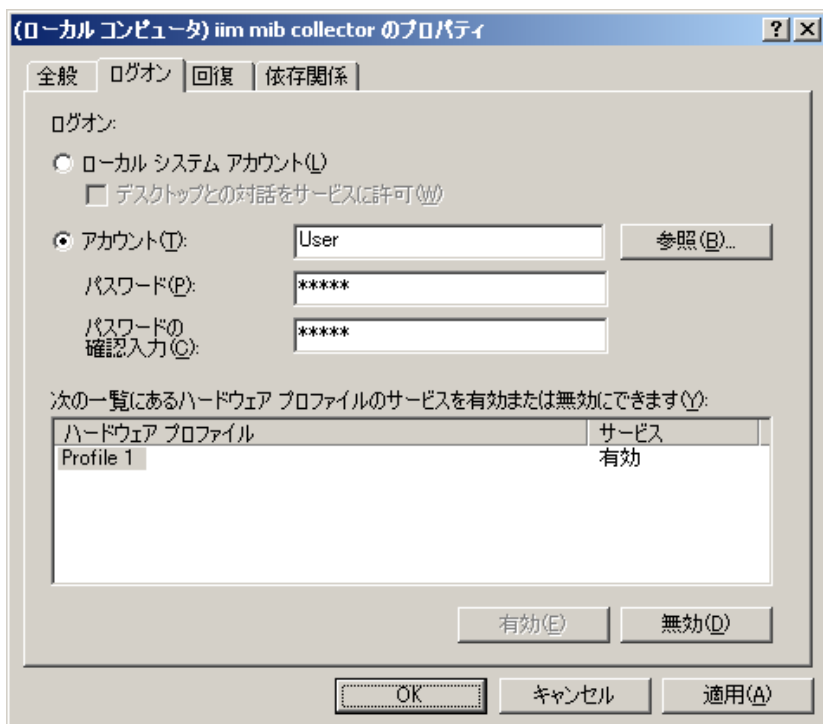 (ローカル コンピュータ) iim mib collector のプロパティ
全般 ログオン 回復 依存関係
ログオン:
ローカル システム アカウント(L)
デスクトップとの対話をサービスに許可(W)
アカウント(T): User 参照(B)...
パスワード(P): *****
パスワードの
確認入力(C): *****
次の一覧にあるハードウェア プロファイルのサービスを有効または無効にできます(Y):
ハードウェア プロファイル サービス
Profile 1 有効
有効(E) 無効(D)
OK キャンセル 適用(A)